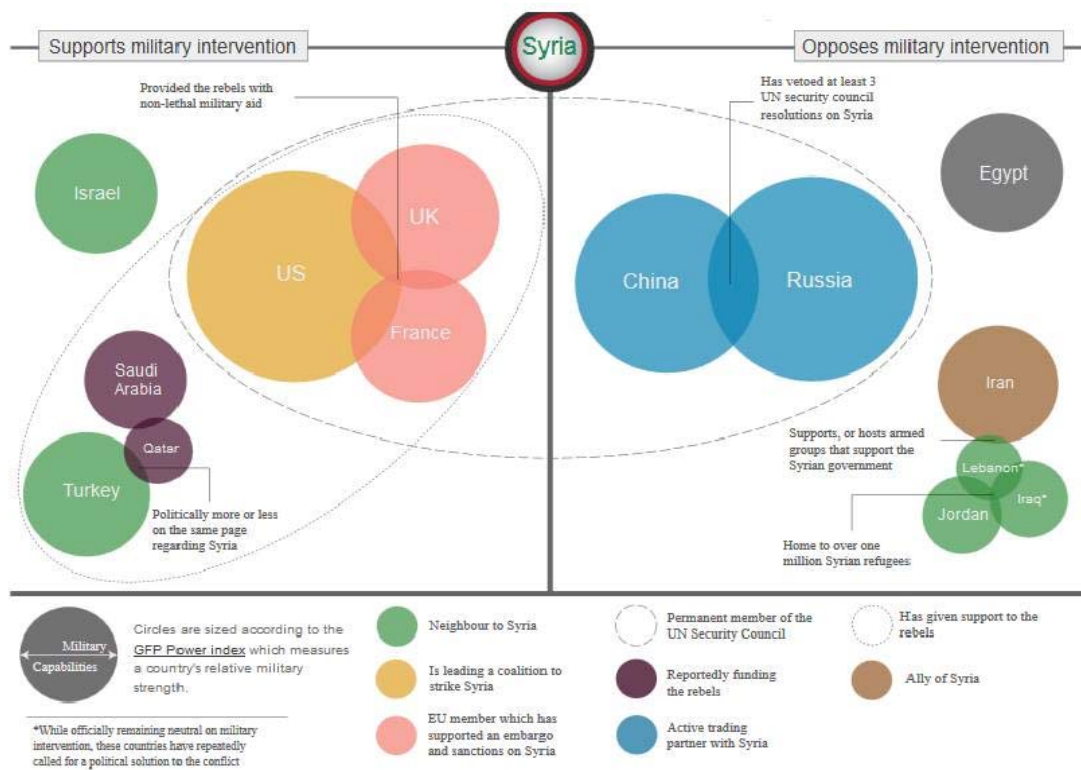 Supports military intervention
Syria
Opposes military intervention
Provided the rebels with
non-lethal military aid
Has vetoed at least 3
UN security council
resolutions on Syria
Israel
UK
US
France
China
Russia
Egypt
Saudi
Arabia
Qatar
Turkey
Politically more or less
on the same page
regarding Syria
Iran
Supports, or hosts armed
groups that support the
Syrian government
Lebanon*
Iraq*
Jordan
Home to over one
million Syrian refugees
Military
Capabilities
Circles are sized according to the
GFP Power index which measures
a country's relative military
strength.
*While officially remaining neutral on military
intervention, these countries have repeatedly
called for a political solution to the conflict
Neighbour to Syria
Is leading a coalition to
strike Syria
EU member which has
supported an embargo
and sanctions on Syria
Permanent member of the
UN Security Council
Reportedly funding
the rebels
Active trading
partner with Syria
Has given support to the
rebels
Ally of Syria